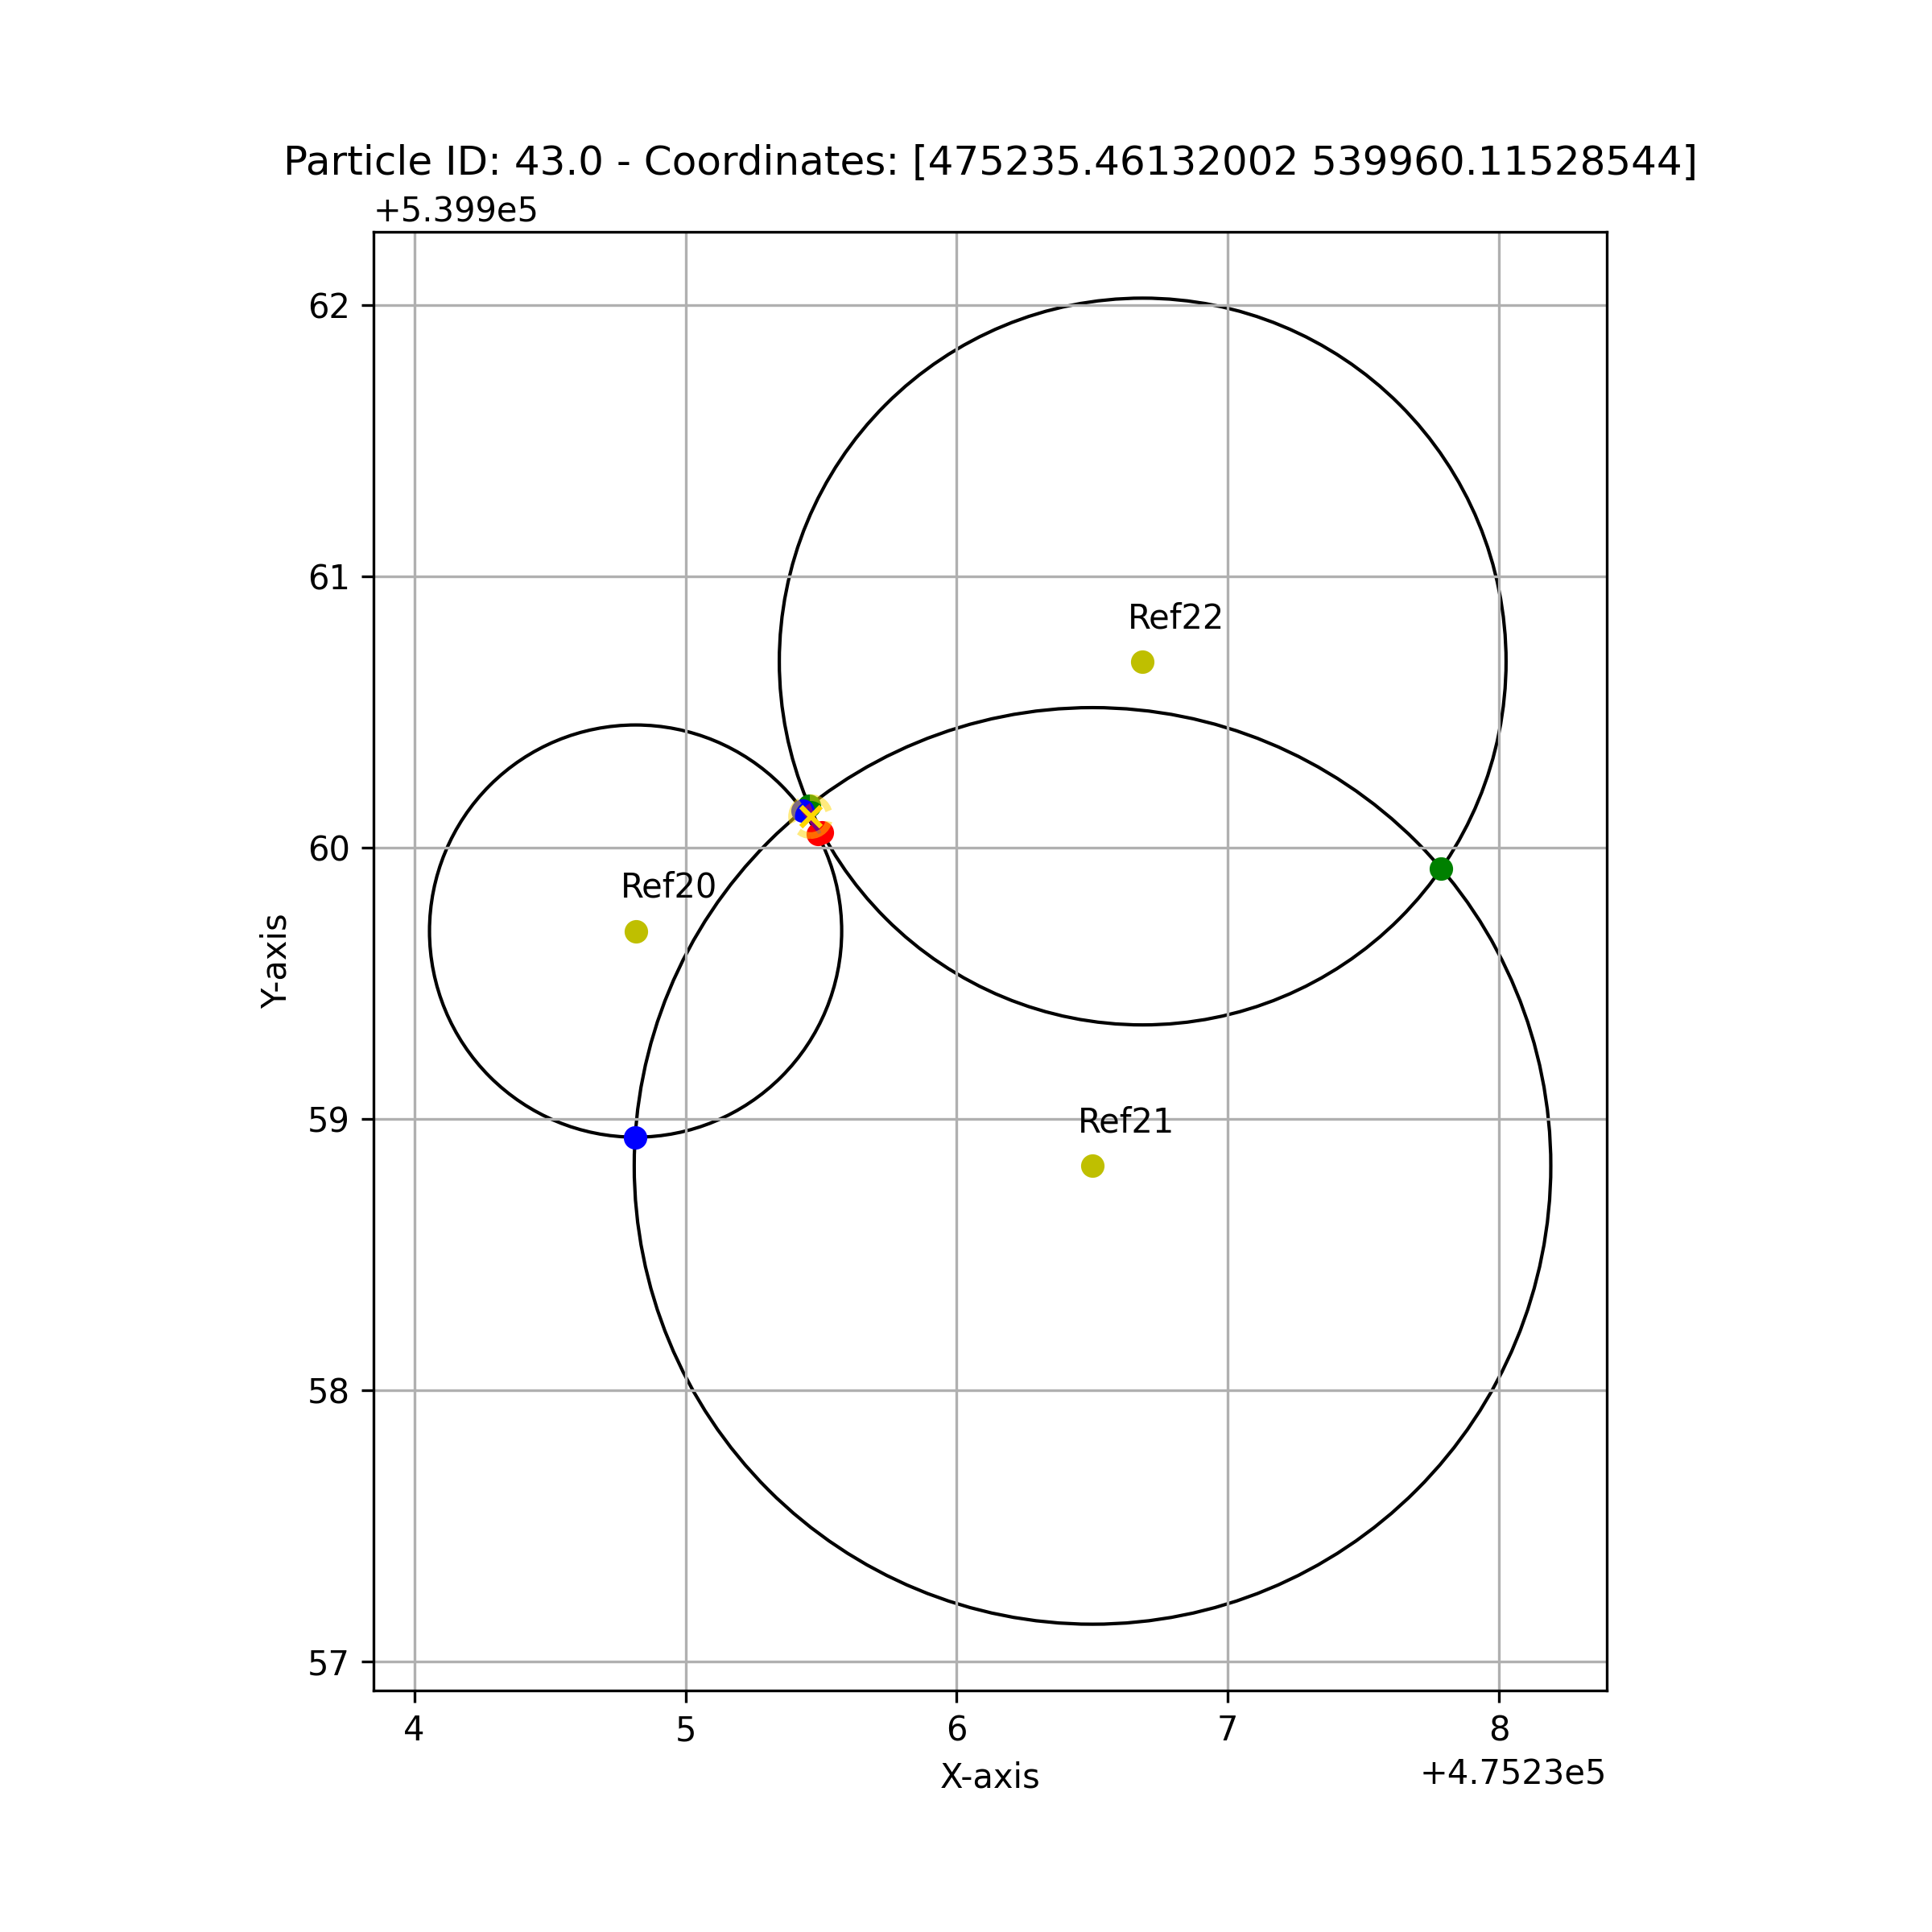 Particle ID: 43.0 - Coordinates: [475235.46132002 539960.11528544]
+5.399e5
62
61
Ref22
60
Ref20
Y-axis
59
Ref21
58
57
4 5 6 7 8
X-axis
+4.7523e5